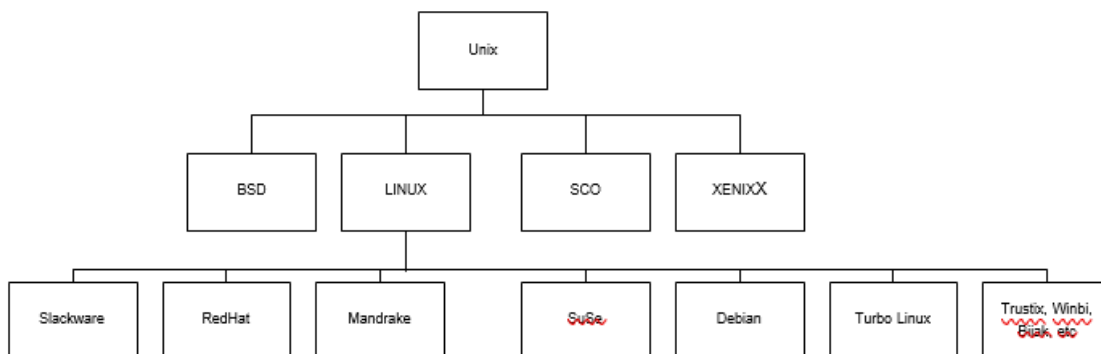 Unix
BSD
LINUX
SCO
XENIXX
Slackware
RedHat
Mandrake
SuSe
Debian
Turbo Linux
Trustix, Winbi,
Bijak, etc